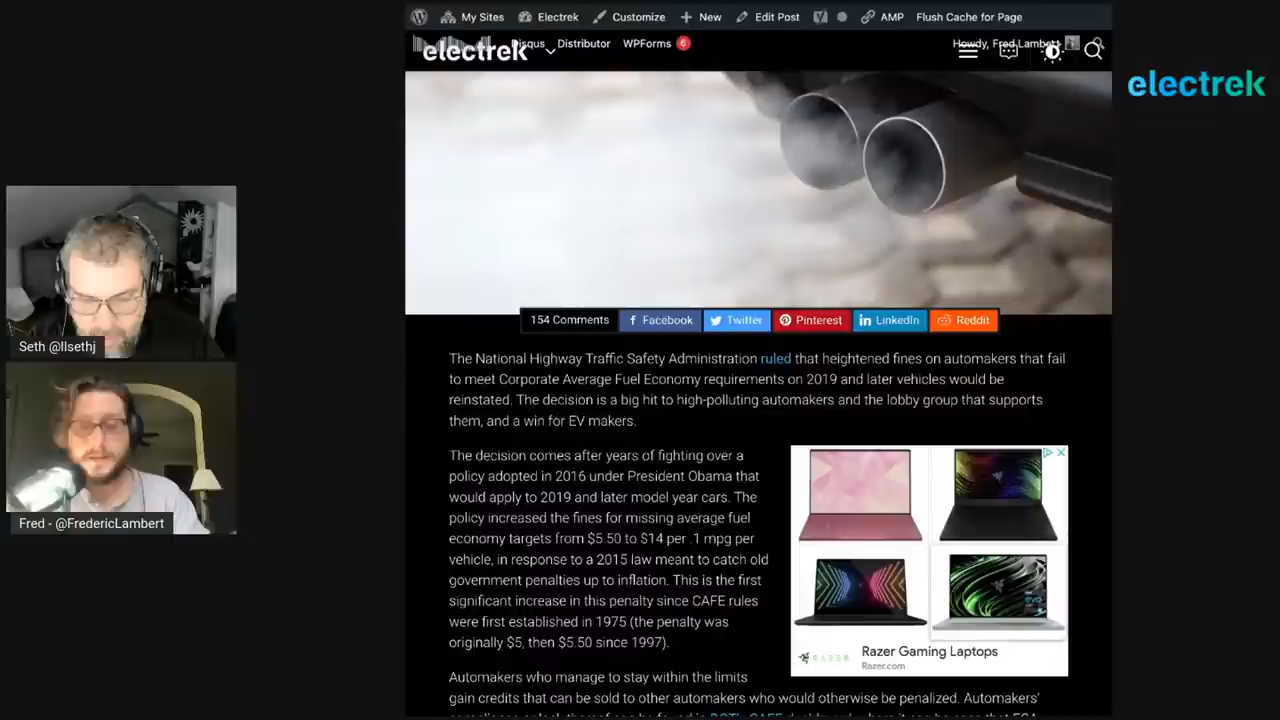 My Sites Electrek Customize New Edit Post AMP Flush Cache for Page
Disqus Distributor WPForms 6 Howdy, Fred Lambert
electrek
electrek
154 Comments Facebook Twitter Pinterest LinkedIn Reddit
The National Highway Traffic Safety Administration ruled that heightened fines on automakers that fail
to meet Corporate Average Fuel Economy requirements on 2019 and later vehicles would be
reinstated. The decision is a big hit to high-polluting automakers and the lobby group that supports
them, and a win for EV makers.
The decision comes after years of fighting over a
policy adopted in 2016 under President Obama that
would apply to 2019 and later model year cars. The
policy increased the fines for missing average fuel
economy targets from $5.50 to $14 per .1 mpg per
vehicle, in response to a 2015 law meant to catch old
government penalties up to inflation. This is the first
significant increase in this penalty since CAFE rules
were first established in 1975 (the penalty was
originally $5, then $5.50 since 1997).
Razer Gaming Laptops
RAZER Razer.com
Automakers who manage to stay within the limits
gain credits that can be sold to other automakers who would otherwise be penalized. Automakers'
Seth @llsethj
Fred - @FredericLambert